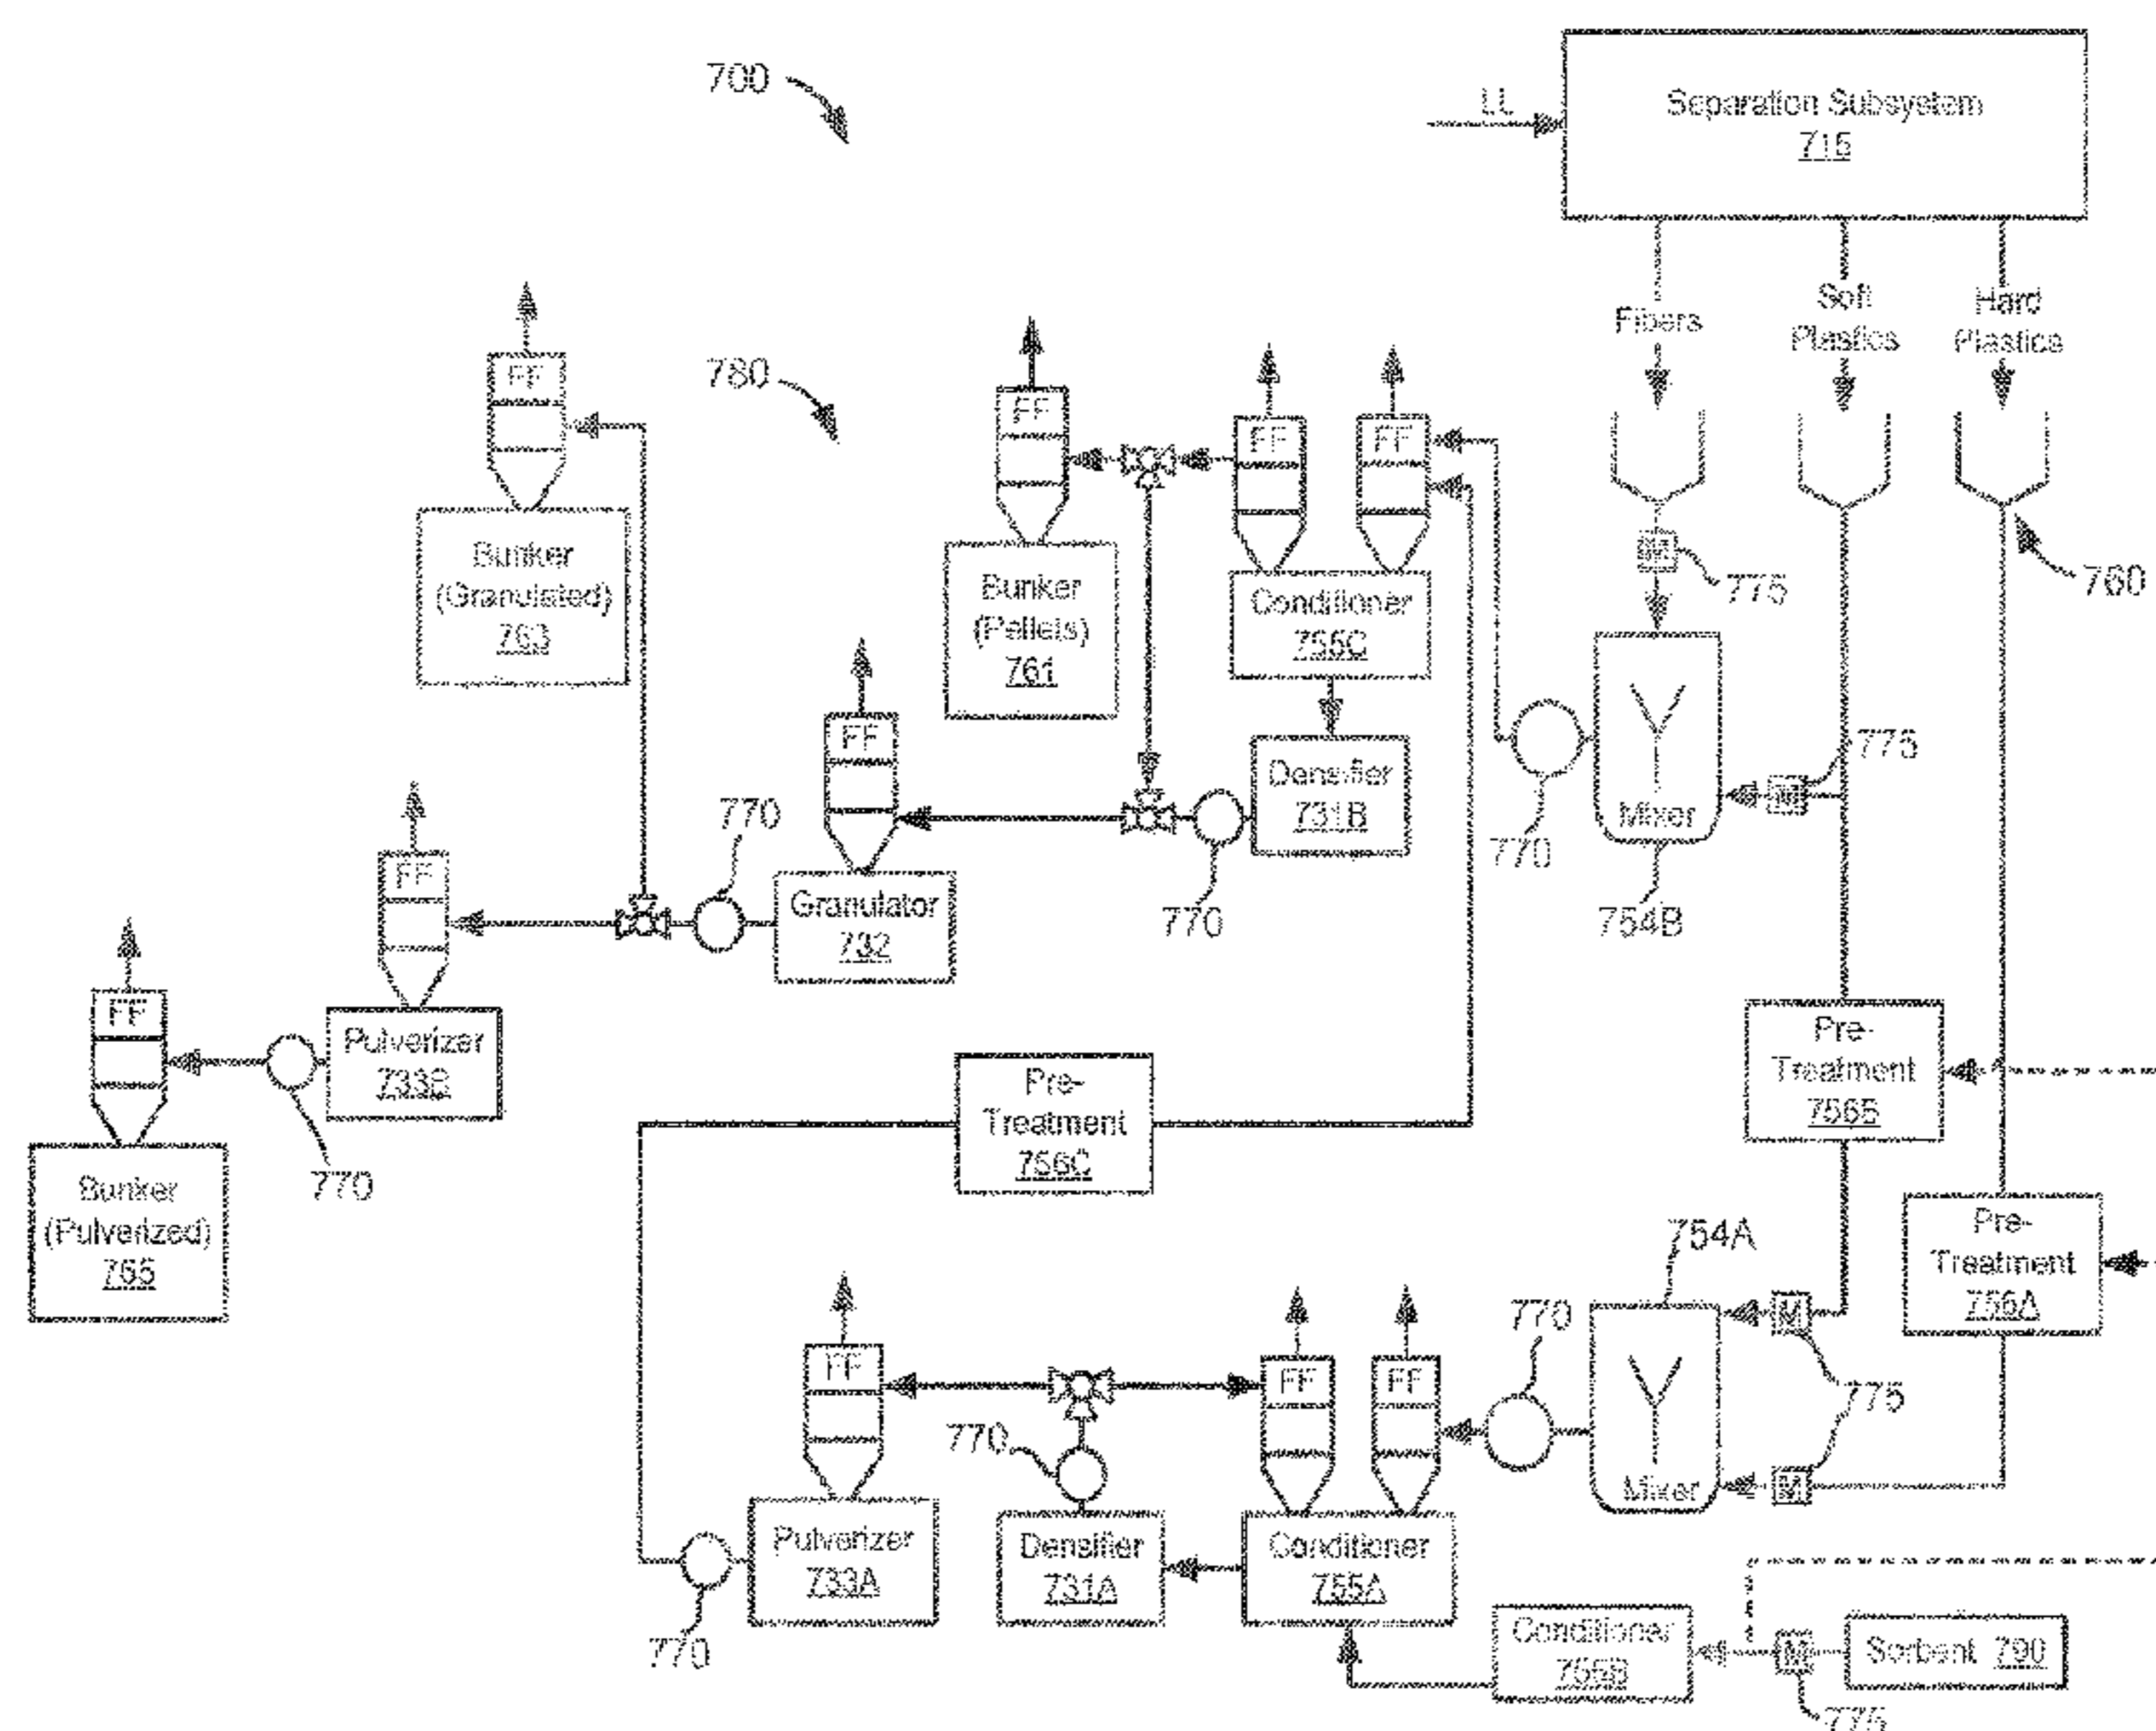 700
LL
Separation Subsystem
715
Fibers
Soft
Plastics
Hard
Plastics
780
FF
FF
FF
FF
Bunker
(Granulated)
763
Bunker
(Pellets)
761
Conditioner
755C
M
775
760
FF
Densifier
731B
Mixer
M
775
770
770
770
754B
FF
Granulator
732
FF
Pulverizer
733B
770
Bunker
(Pulverized)
765
Pre-
Treatment
756C
Pre-
Treatment
756B
Pre-
Treatment
756A
754A
FF
FF
FF
770
M
775
Mixer
M
770
Pulverizer
733A
770
Densifier
731A
Conditioner
755A
Conditioner
755B
M
775
Sorbent 790